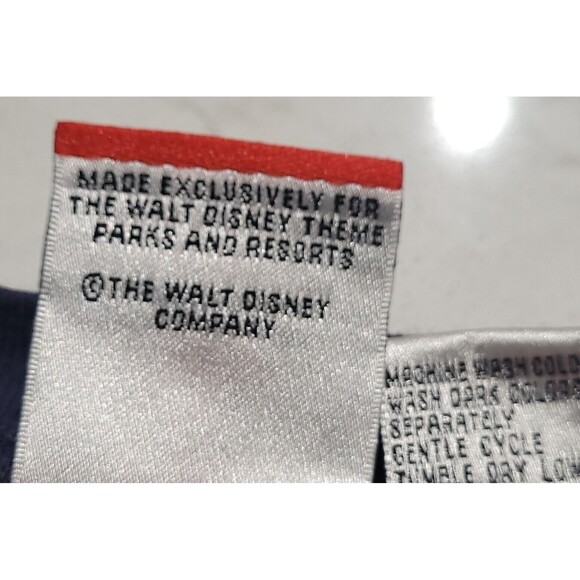 MADE EXCLUSIVELY FOR
THE WALT DISNEY THEME
PARKS AND RESORTS
©THE WALT DISNEY
COMPANY
MACHINE WASH COLD
WASH DARK COLORS
SEPARATELY
GENTLE CYCLE
TUMBLE DRY LOW